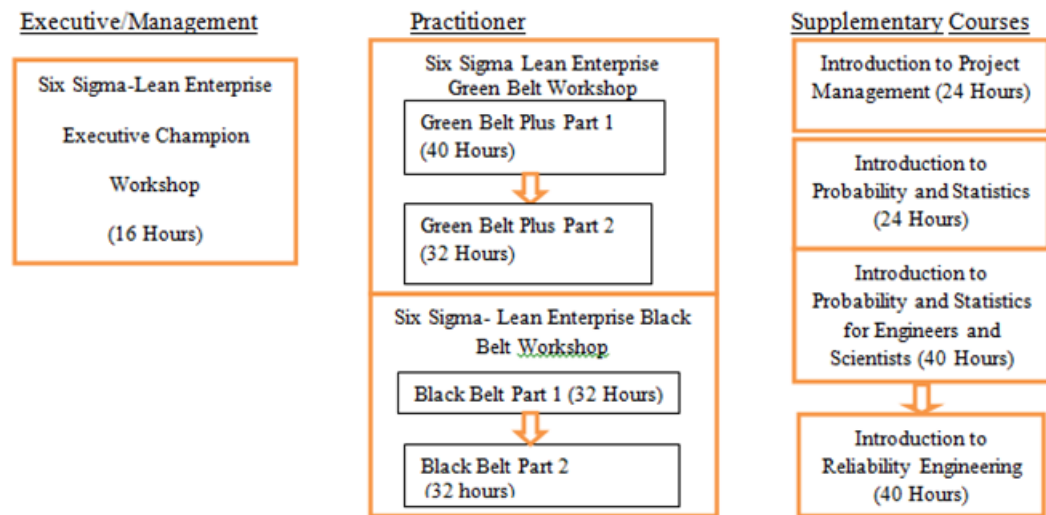 Executive/Management
Six Sigma-Lean Enterprise
Executive Champion
Workshop
(16 Hours)
Practitioner
Six Sigma Lean Enterprise
Green Belt Workshop
Green Belt Plus Part 1
(40 Hours)
Green Belt Plus Part 2
(32 Hours)
Six Sigma- Lean Enterprise Black
Belt Workshop
Black Belt Part 1 (32 Hours)
Black Belt Part 2
(32 hours)
Supplementary Courses
Introduction to Project
Management (24 Hours)
Introduction to
Probability and Statistics
(24 Hours)
Introduction to
Probability and Statistics
for Engineers and
Scientists (40 Hours)
Introduction to
Reliability Engineering
(40 Hours)